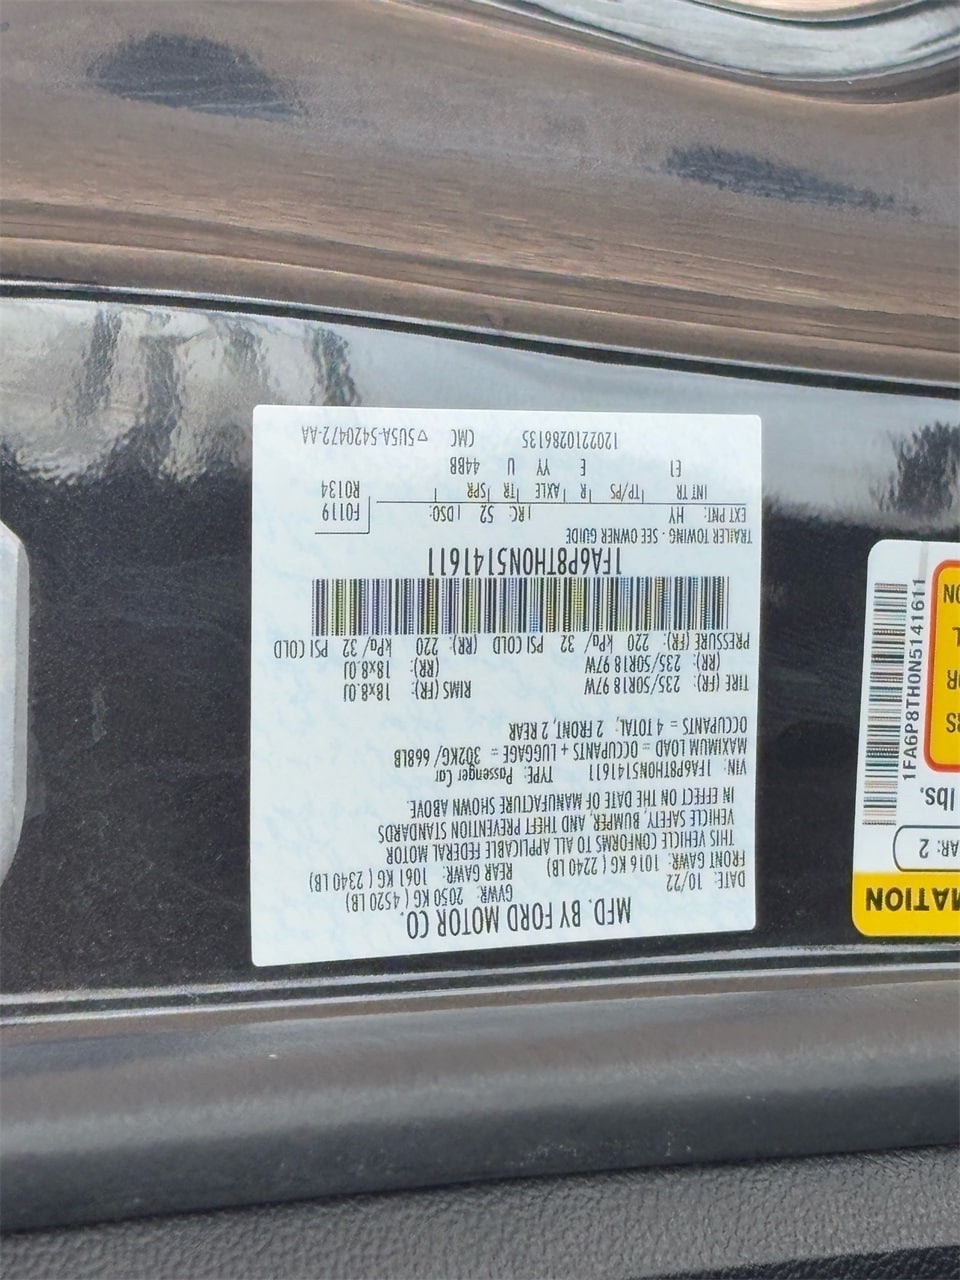 MFD. BY FORD MOTOR CO.
DATE: 10/22 GVWR: 2050 KG ( 4520 LB)
FRONT GAWR: 1016 KG ( 2240 LB) REAR GAWR: 1061 KG ( 2340 LB)
THIS VEHICLE CONFORMS TO ALL APPLICABLE FEDERAL MOTOR
VEHICLE SAFETY, BUMPER, AND THEFT PREVENTION STANDARDS
IN EFFECT ON THE DATE OF MANUFACTURE SHOWN ABOVE.
VIN: 1FA6P8TH0N5141611 TYPE: Passenger Car
MAXIMUM LOAD = OCCUPANTS + LUGGAGE = 302KG/ 668LB
OCCUPANTS = 4 TOTAL, 2 FRONT, 2 REAR
TIRE (FR): 235/50R18 97W RIMS (FR): 18x8.0J
(RR): 235/50R18 97W (RR): 18x8.0J
PRESSURE (FR): 220 kPa/ 32 PSI COLD (RR): 220 kPa/ 32 PSI COLD
1FA6P8TH0N5141611
TRAILER TOWING - SEE OWNER GUIDE
EXT PNT: HY RC: 52 DSO: F0119
INT TR TP/PS R AXLE TR SPR R0134
E1 E YY U 44BB
1202210286135 CMC ▽5U5A-5420472-AA
MATION
AR: 2
lbs.
RS
OR
L
ON
1FA6P8TH0N5141611